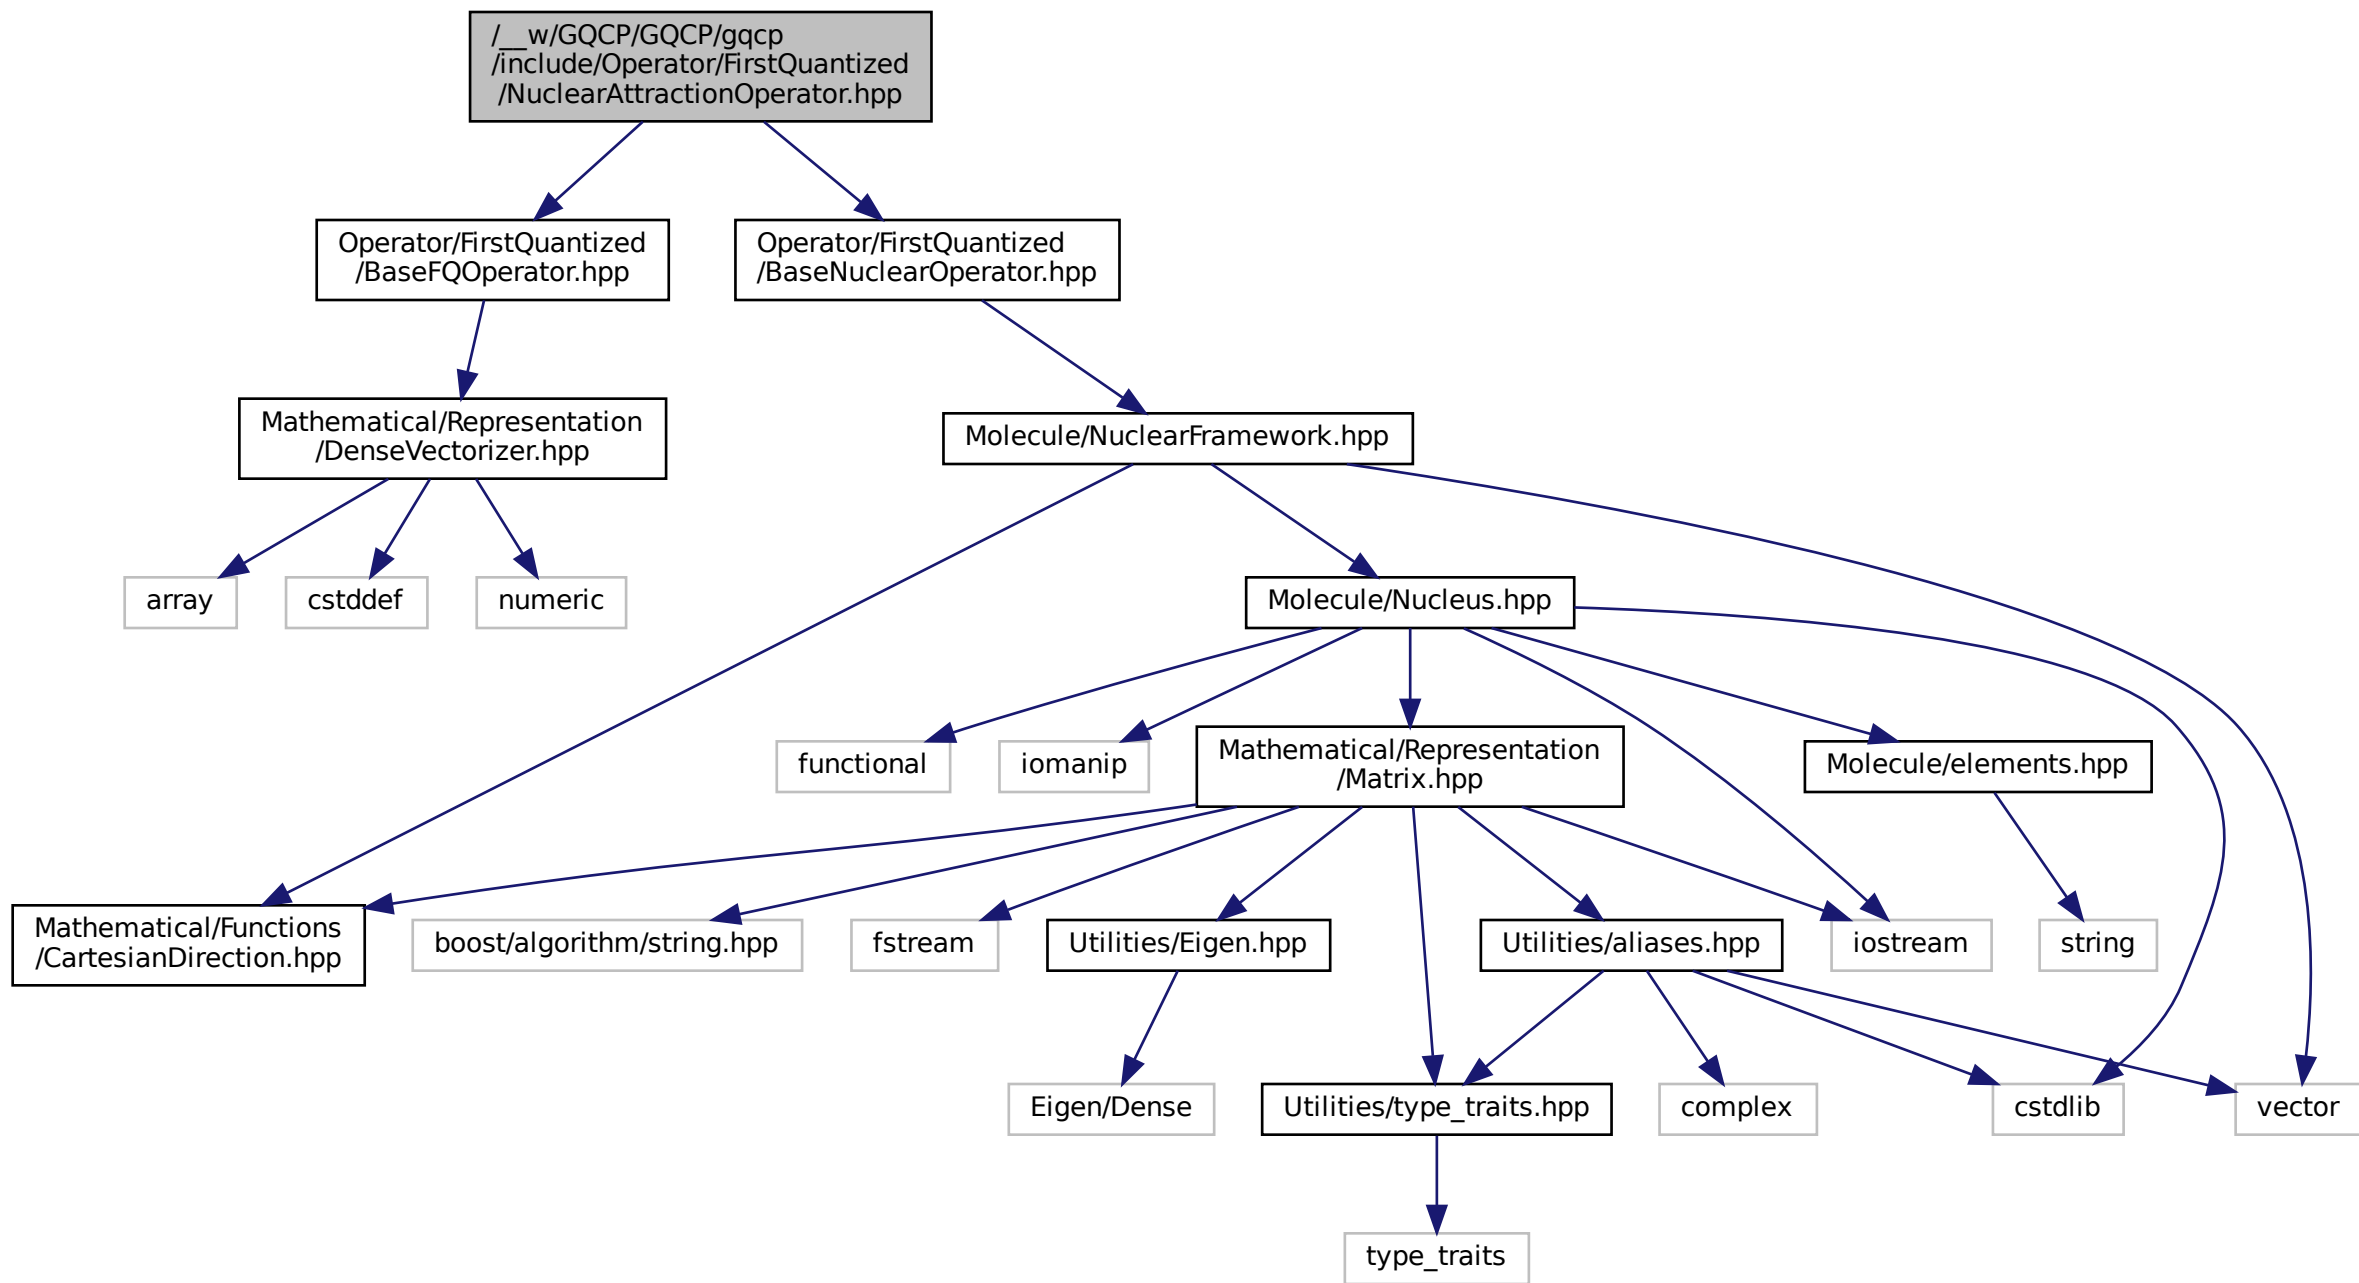 /__w/GQCP/GQCP/gqcp
/include/Operator/FirstQuantized
/NuclearAttractionOperator.hpp
Operator/FirstQuantized
/BaseFQOperator.hpp
Operator/FirstQuantized
/BaseNuclearOperator.hpp
Mathematical/Representation
/DenseVectorizer.hpp
Molecule/NuclearFramework.hpp
array
cstddef
numeric
Molecule/Nucleus.hpp
functional
iomanip
Mathematical/Representation
/Matrix.hpp
Molecule/elements.hpp
Mathematical/Functions
/CartesianDirection.hpp
boost/algorithm/string.hpp
fstream
Utilities/Eigen.hpp
Utilities/aliases.hpp
iostream
string
Eigen/Dense
Utilities/type_traits.hpp
complex
cstdlib
vector
type_traits